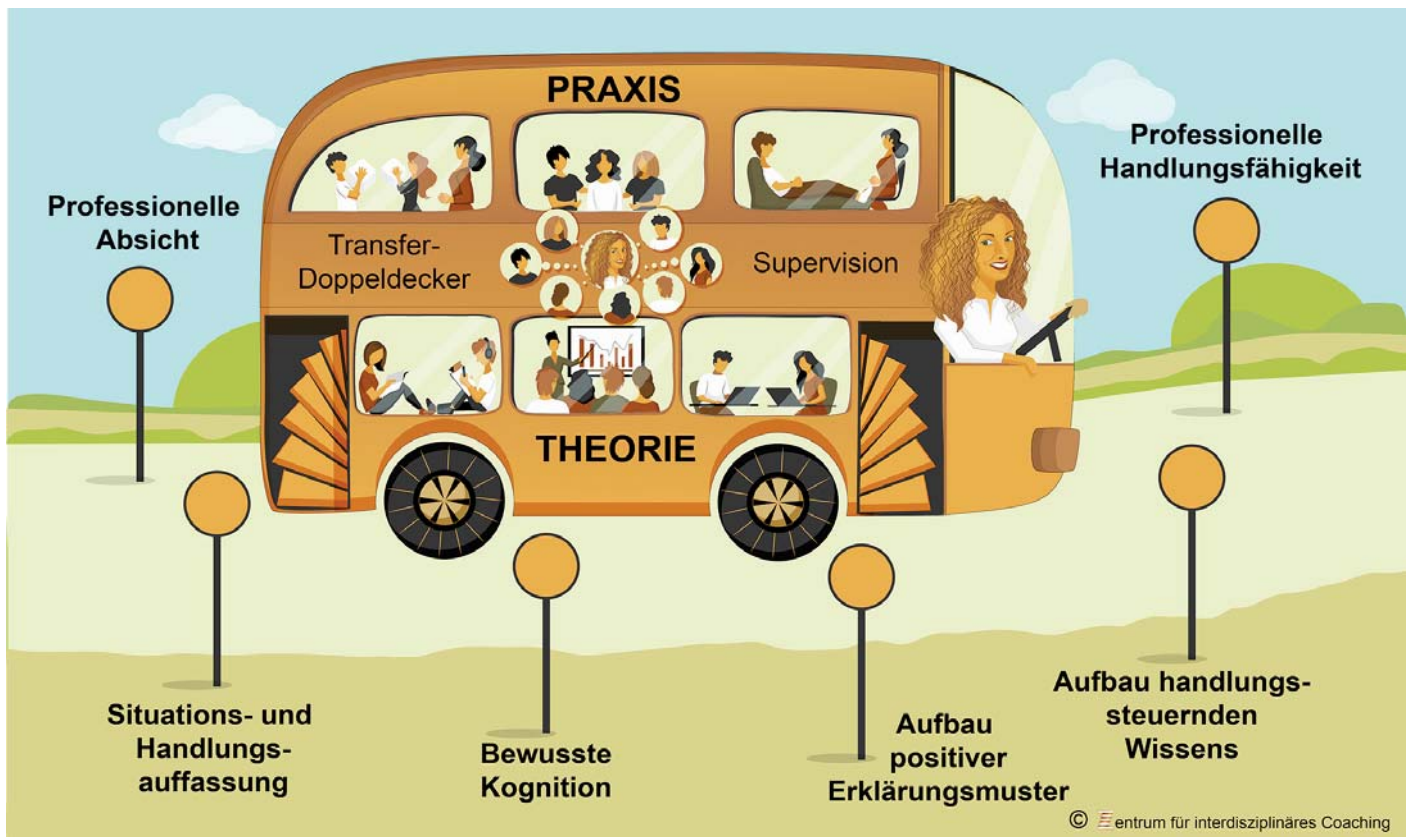 PRAXIS
Professionelle
Handlungsfähigkeit
Professionelle
Absicht
Transfer-
Doppeldecker
Supervision
THEORIE
Situations- und
Handlungs-
auffassung
Bewusste
Kognition
Aufbau
positiver
Erklärungsmuster
Aufbau handlungs-
steuernden
Wissens
© Zentrum für interdisziplinäres Coaching